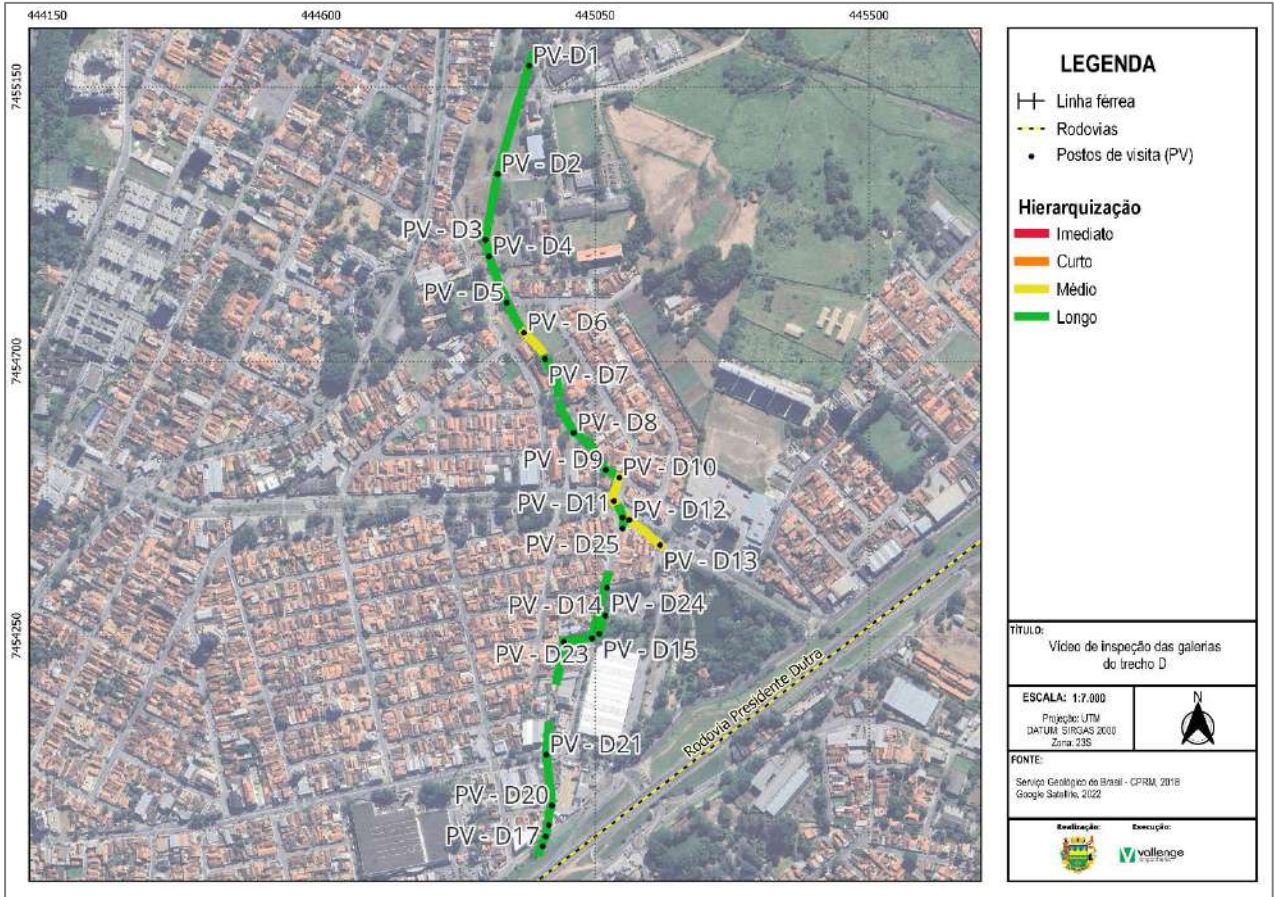 444150
444600
445050
445500
7455150
7454700
7454250
PV-D1
PV - D2
PV - D3
PV - D4
PV - D5
PV - D6
PV - D7
PV - D8
PV - D9
PV - D10
PV - D11
PV - D12
PV - D25
PV - D13
PV - D14
PV - D24
PV - D23
PV - D15
PV - D21
PV - D20
PV - D17
Rodovia Presidente Dutra
LEGENDA
Linha férrea
Rodovias
Postos de visita (PV)
Hierarquização
Imediato
Curto
Médio
Longo
TÍTULO:
Vídeo de inspeção das galerias
do trecho D
ESCALA: 1:7.000
Projeção: UTM
DATUM: SIRGAS 2000
Zona: 23S
N
FONTE:
Serviço Geológico do Brasil - CPRM, 2018
Google Satélite, 2022
Realização:
Execução:
vallenge
engenharia